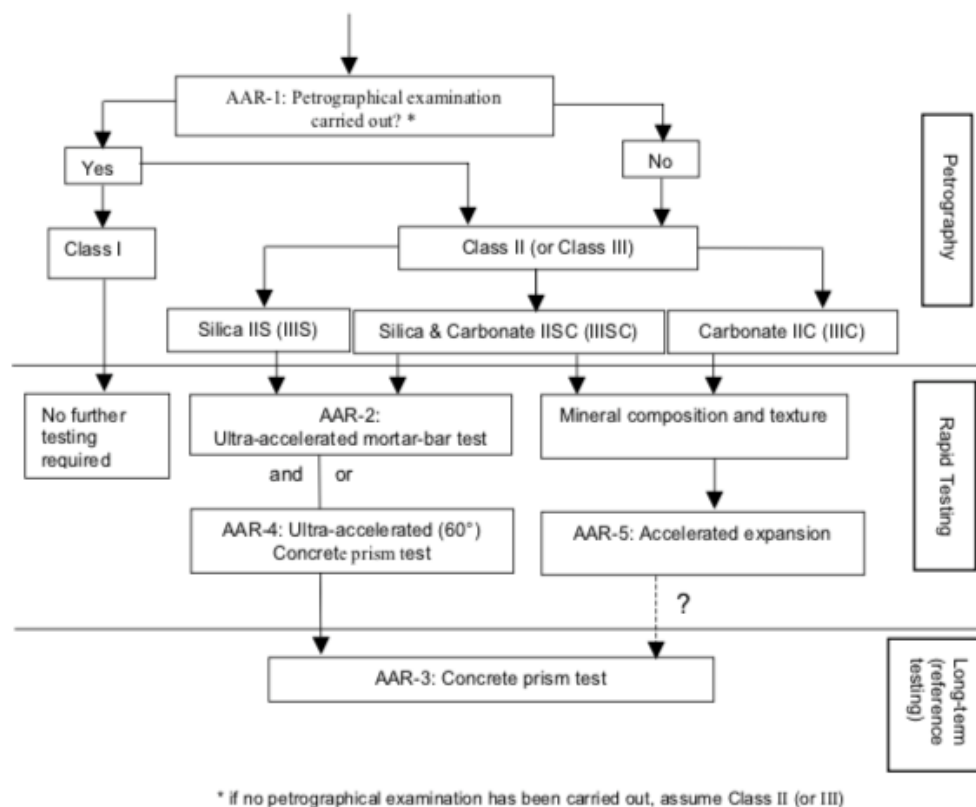 AAR-1: Petrographical examination
carried out? *
Yes
No
Class I
Class II (or Class III)
Silica IIS (IIIS)
Silica & Carbonate IISC (IIISC)
Carbonate IIC (IIIC)
Petrography
No further
testing
required
AAR-2:
Ultra-accelerated mortar-bar test
Mineral composition and texture
and or
AAR-4: Ultra-accelerated (60°)
Concrete prism test
AAR-5: Accelerated expansion
Rapid Testing
?
AAR-3: Concrete prism test
Long-term
(reference
testing)
* if no petrographical examination has been carried out, assume Class II (or III)